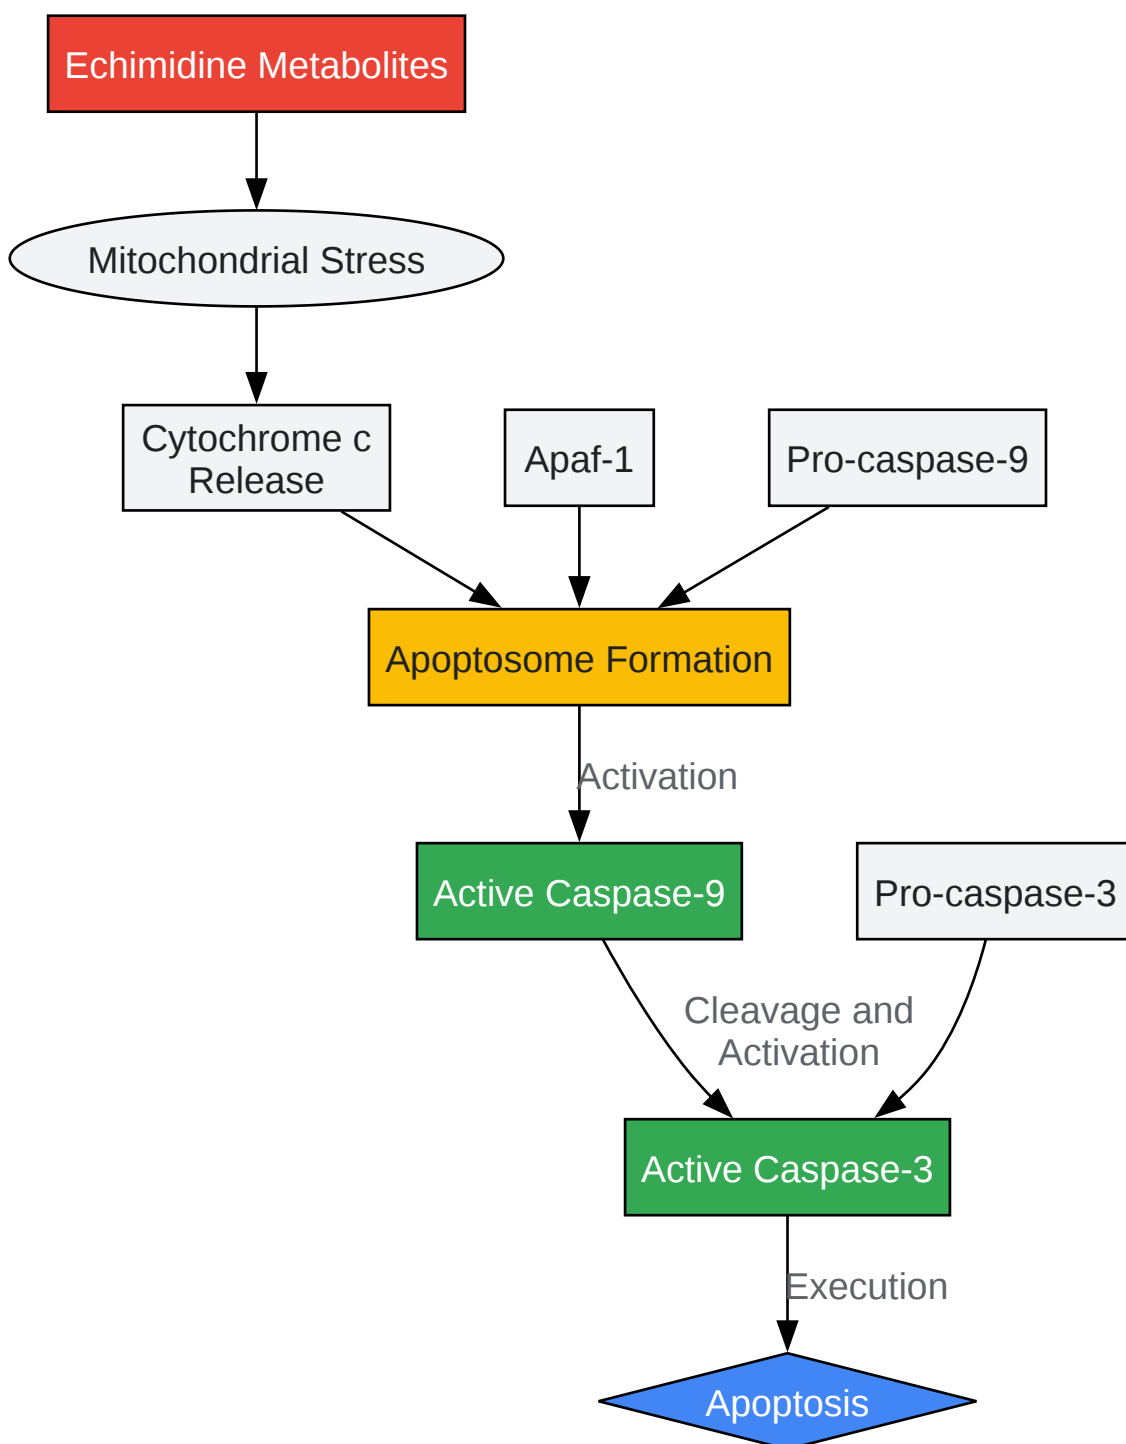 Echimidine Metabolites
Mitochondrial Stress
Cytochrome c
Release
Apaf-1
Pro-caspase-9
Apoptosome Formation
Activation
Active Caspase-9
Pro-caspase-3
Cleavage and
Activation
Active Caspase-3
Execution
Apoptosis